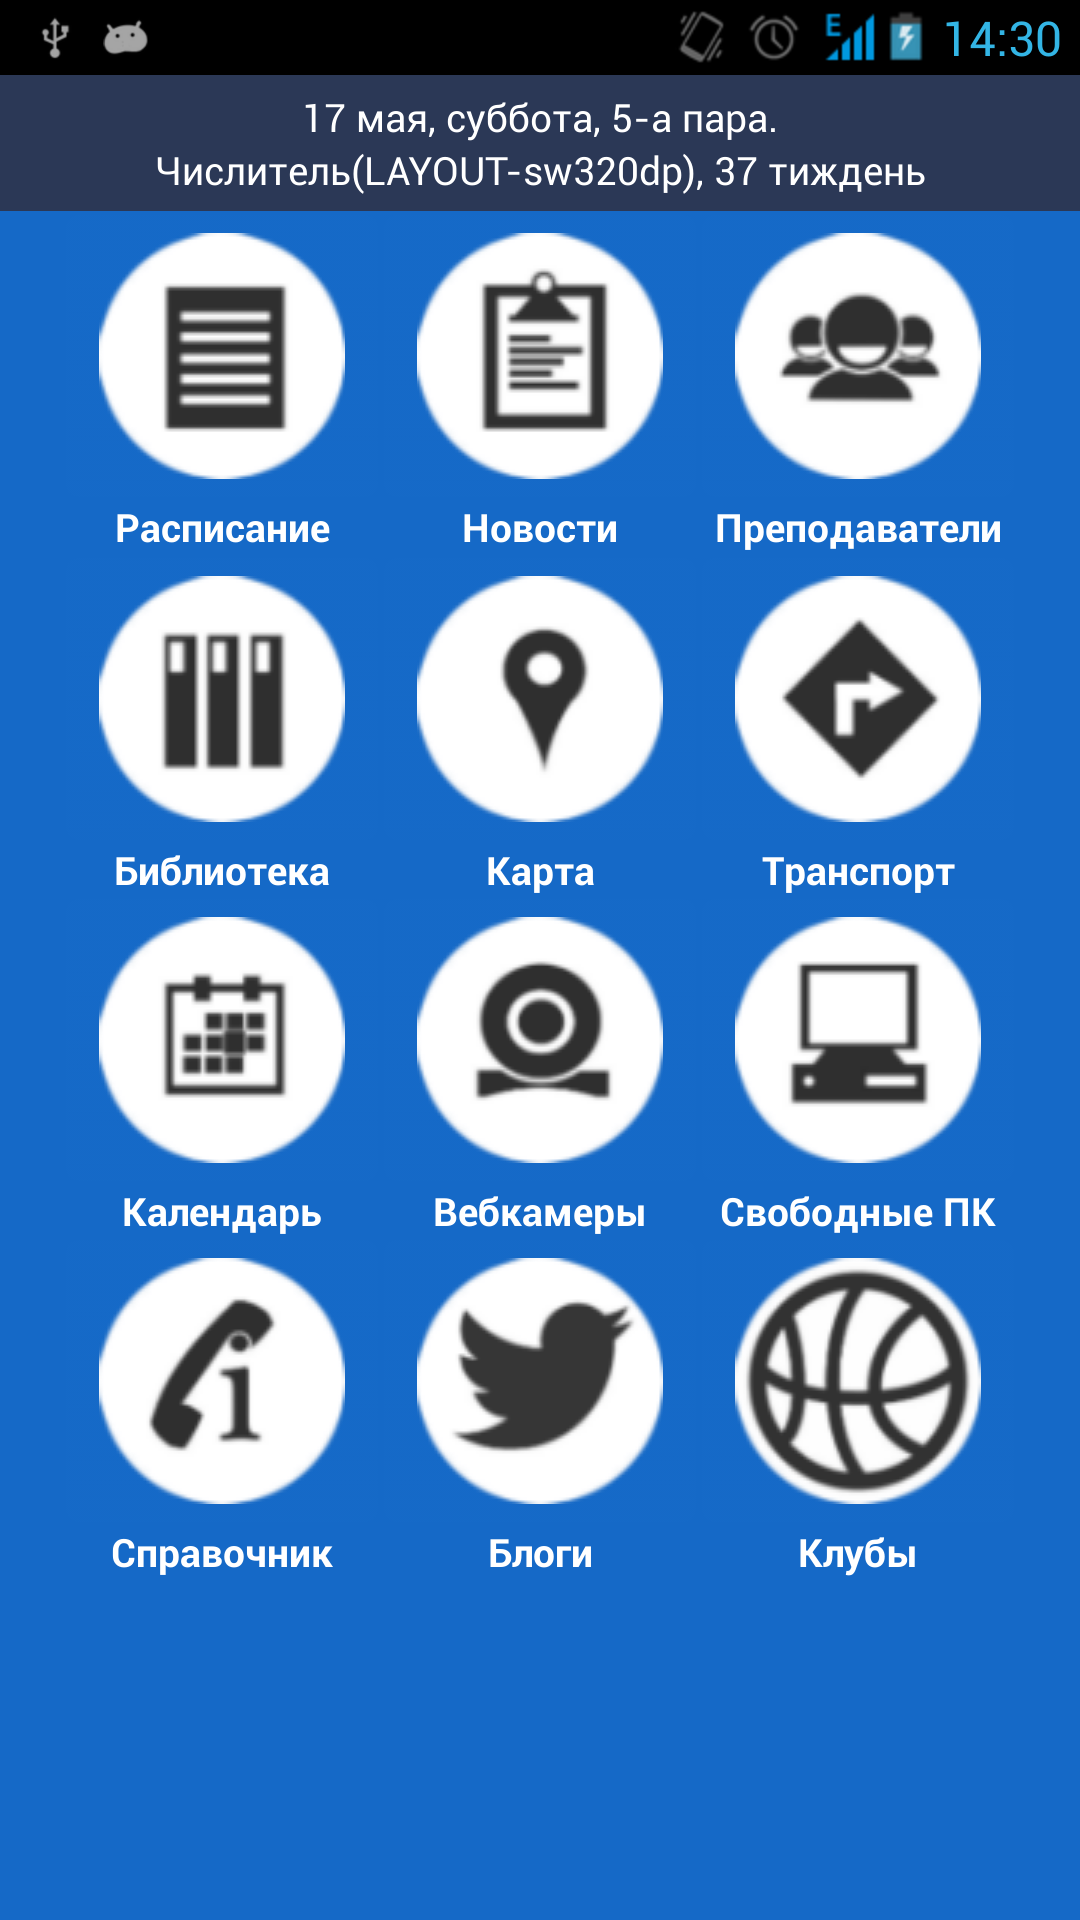 E 14:30
17 мая, суббота, 5-а пара.
Числитель(LAYOUT-sw320dp), 37 тиждень
Расписание Новости Преподаватели
Библиотека Карта Транспорт
Календарь Вебкамеры Свободные ПК
i
Справочник Блоги Клубы